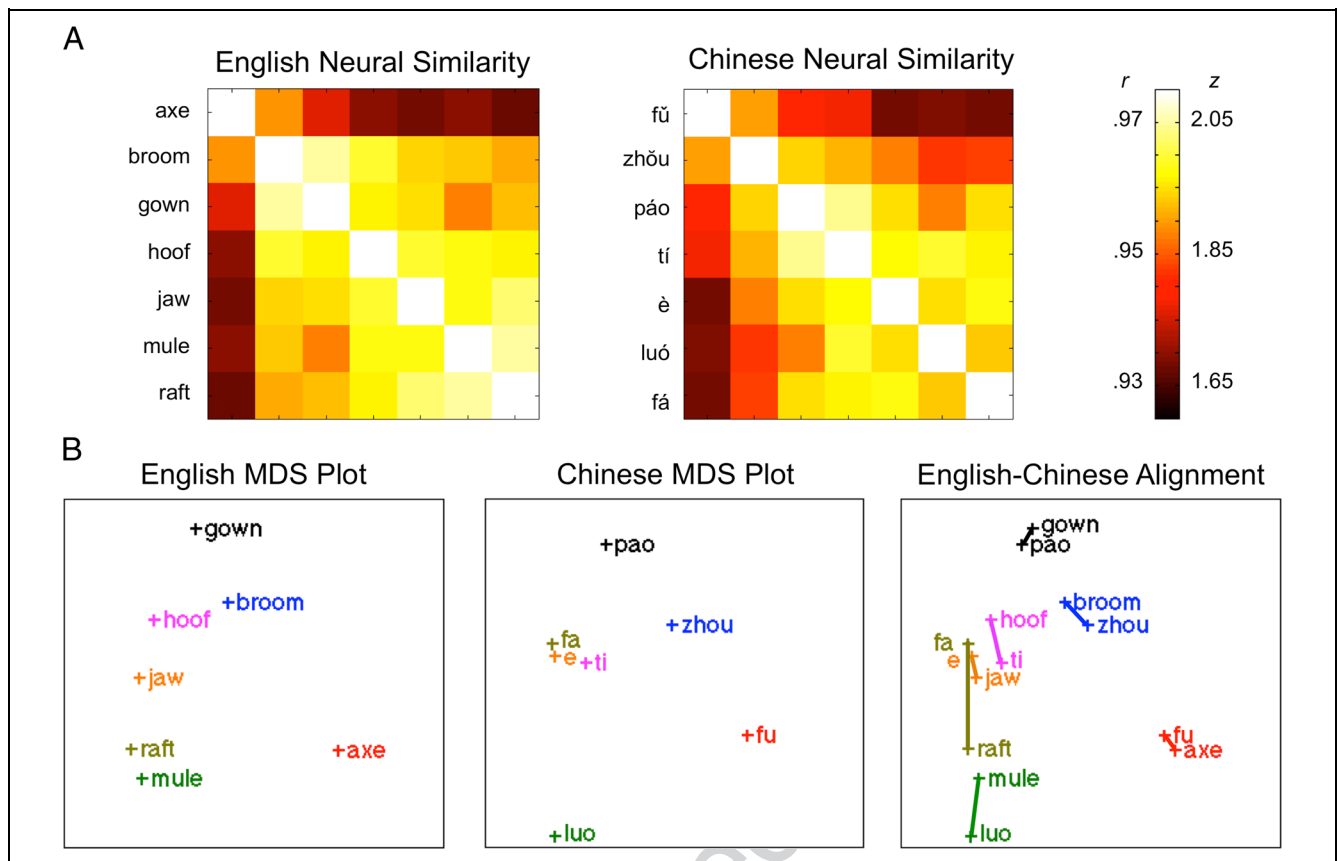 A
English Neural Similarity
Chinese Neural Similarity
axe
broom
gown
hoof
jaw
mule
raft
fǔ
zhǒu
páo
tí
è
luó
fá
r z
.97 2.05
.95 1.85
.93 1.65
B
English MDS Plot
Chinese MDS Plot
English-Chinese Alignment
+gown
+broom
+hoof
+jaw
+raft
+axe
+mule
+pao
+zhou
+fa
+e
+ti
+fu
+luo
gown
pao
broom
zhou
hoof
fa
e
ti
jaw
fu
axe
raft
mule
luo